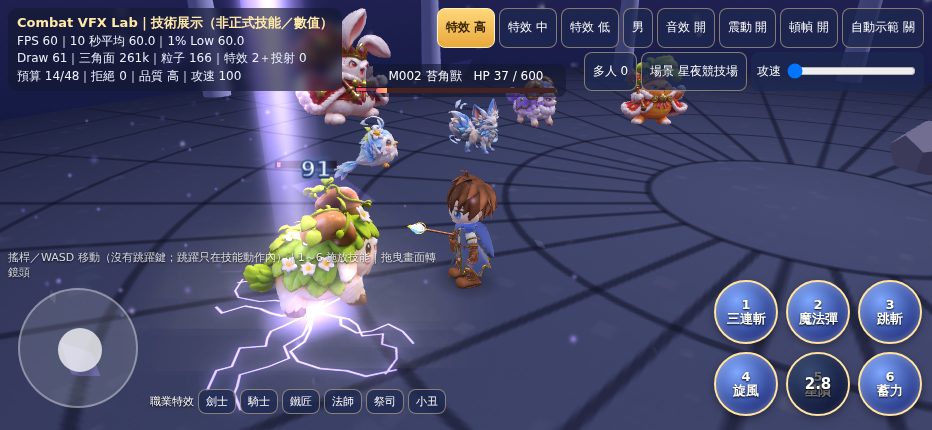 Combat VFX Lab｜技術展示（非正式技能／數值）
FPS 60｜10 秒平均 60.0｜1% Low 60.0
Draw 61｜三角面 261k｜粒子 166｜特效 2＋投射 0
預算 14/48｜拒絕 0｜品質 高｜攻速 100
特效 高
特效 中
特效 低
男
音效 開
震動 開
頓幀 開
自動示範 關
M002 苔角獸 HP 37 / 600
多人 0
場景 星夜競技場
攻速
91
搖桿／WASD 移動（沒有跳躍鍵；跳躍只在技能動作內）｜1～6 施放技能｜拖曳畫面轉
鏡頭
1
三連斬
2
魔法彈
3
跳斬
4
旋風
2.8
6
蓄力
職業特效
劍士
騎士
鐵匠
法師
祭司
小丑